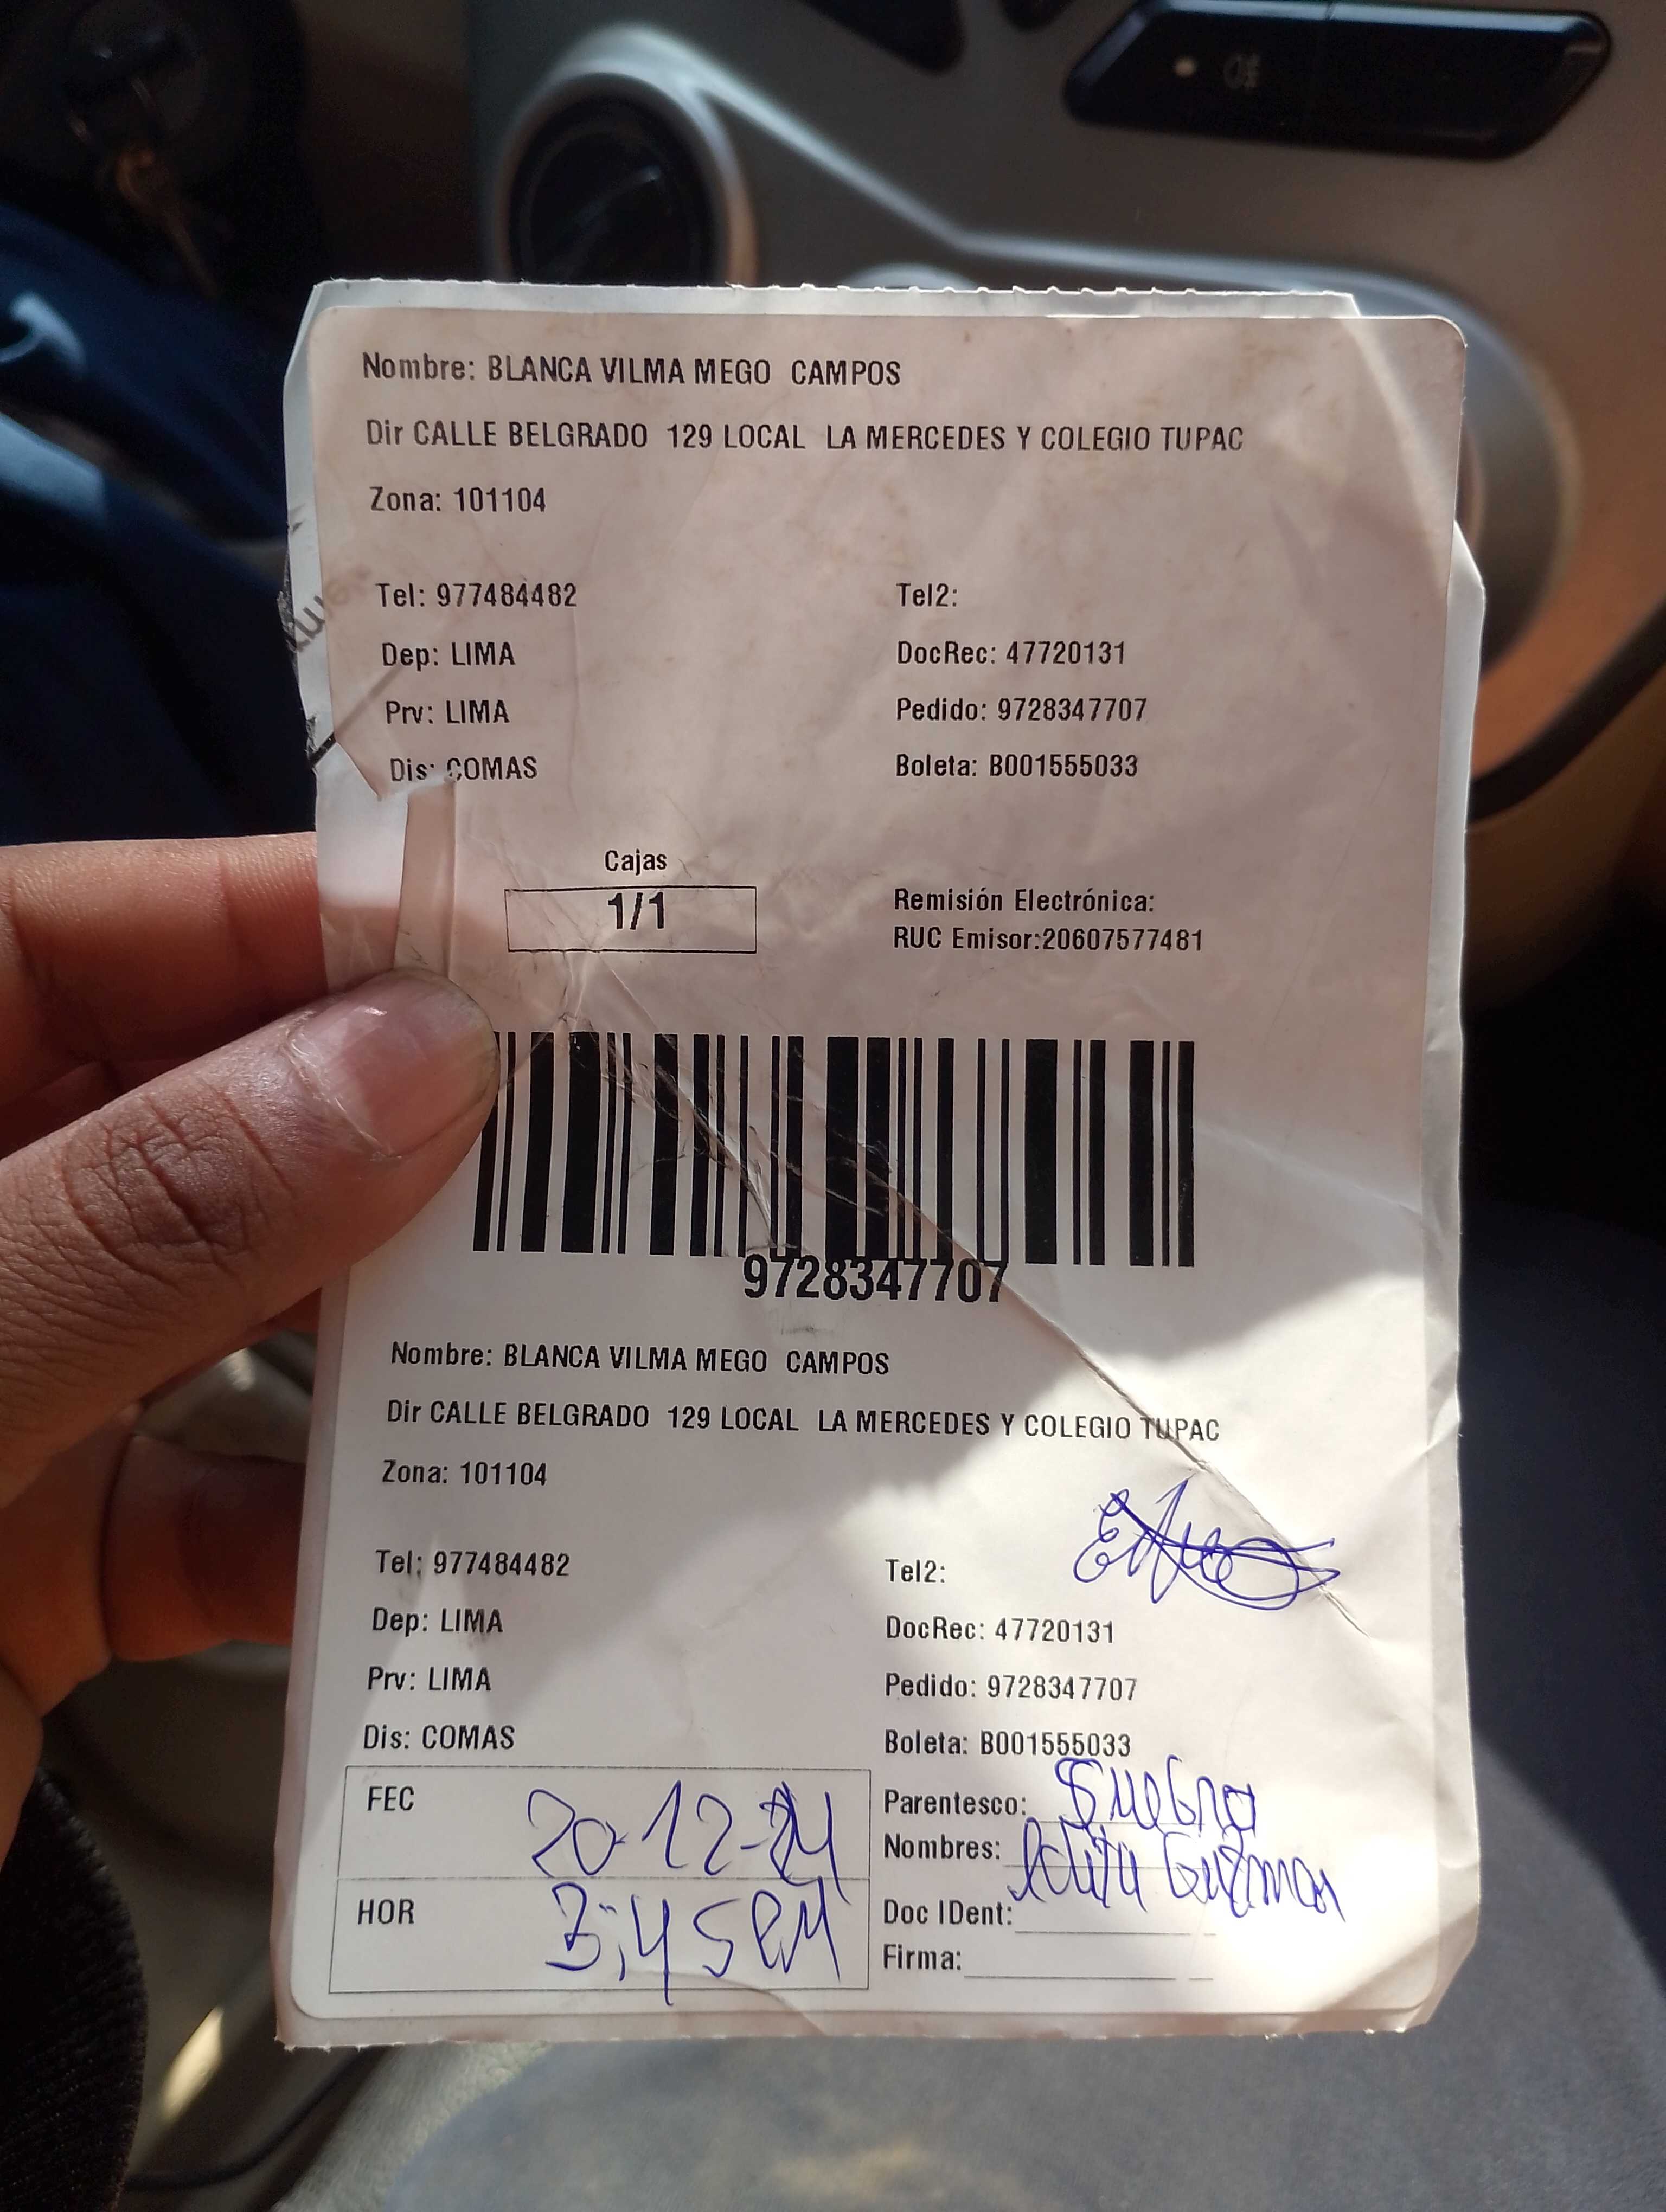 Nombre: BLANCA VILMA MEGO CAMPOS
Dir CALLE BELGRADO 129 LOCAL LA MERCEDES Y COLEGIO TUPAC
Zona: 101104
Tel: 977484482 Tel2:
Dep: LIMA DocRec: 47720131
Prv: LIMA Pedido: 9728347707
Dis: COMAS Boleta: B001555033
Cajas
1/1
Remisión Electrónica:
RUC Emisor:20607577481
9728347707
Nombre: BLANCA VILMA MEGO CAMPOS
Dir CALLE BELGRADO 129 LOCAL LA MERCEDES Y COLEGIO TUPAC
Zona: 101104
Tel: 977484482 Tel2:
Dep: LIMA DocRec: 47720131
Prv: LIMA Pedido: 9728347707
Dis: COMAS Boleta: B001555033
FEC 20-12-24
HOR 3:45 PM
Parentesco: Suegra
Nombres: Guzman
Doc IDent:
Firma: